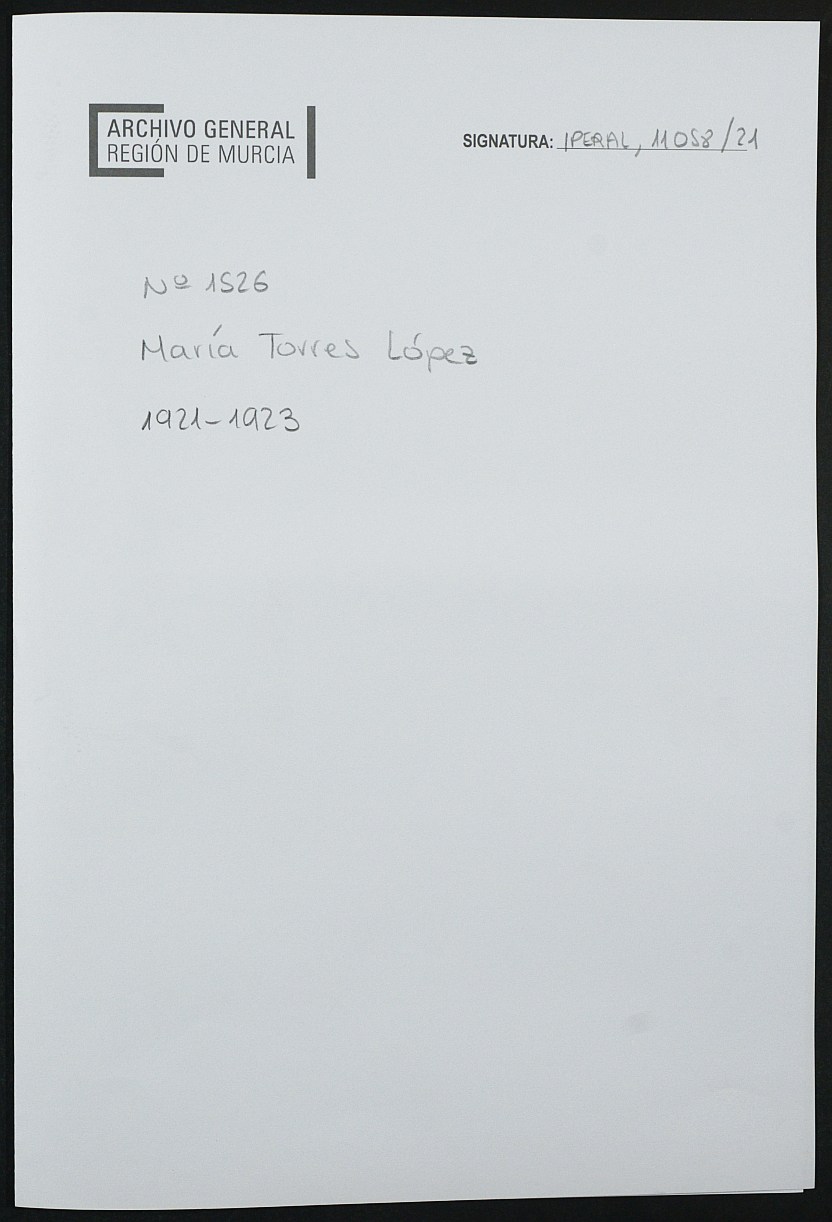 ARCHIVO GENERAL
REGIÓN DE MURCIA
SIGNATURA: IPERAL, 11058/21
Nº 1526
María Torres López
1921-1923